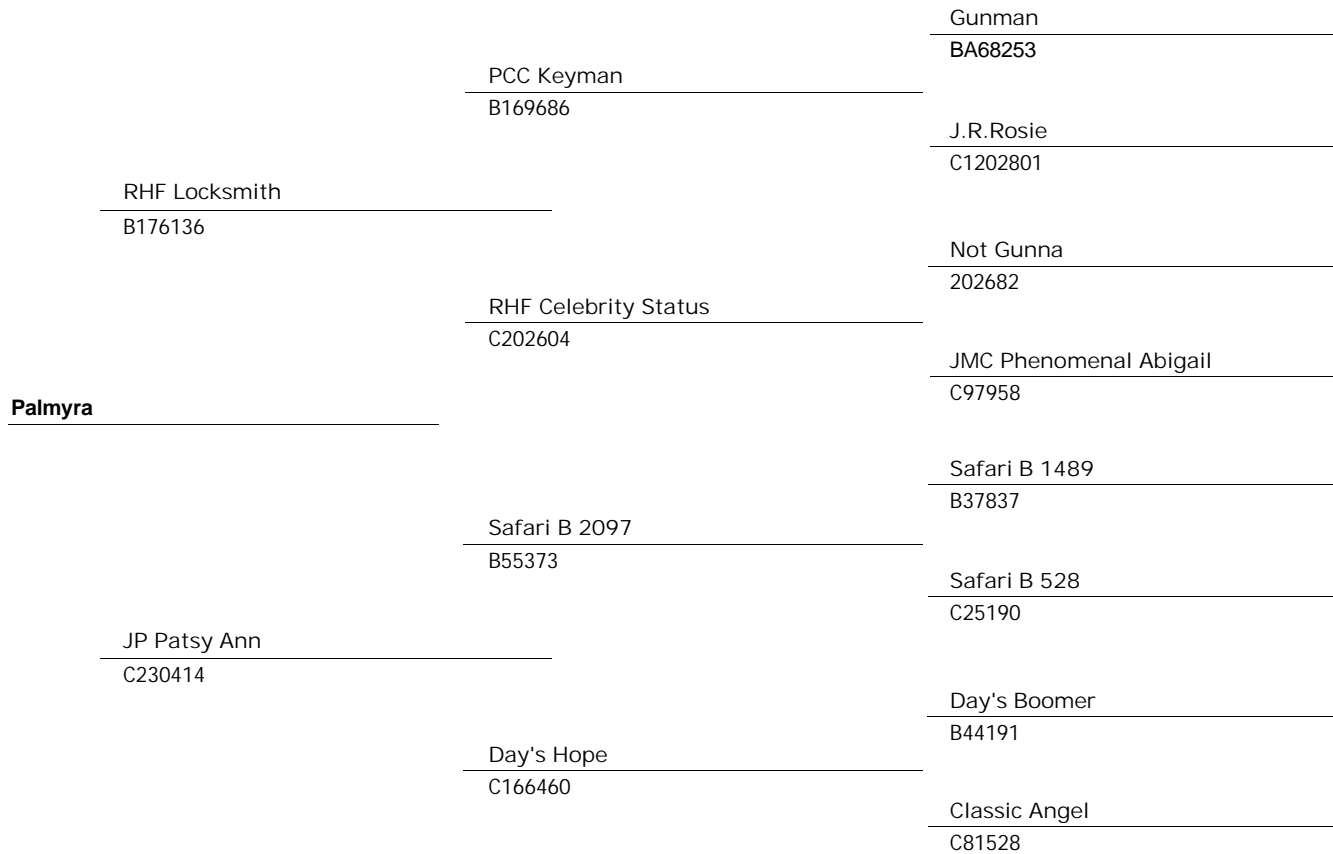 Gunman
BA68253
PCC Keyman
B169686
J.R.Rosie
C1202801
RHF Locksmith
B176136
Not Gunna
202682
RHF Celebrity Status
C202604
JMC Phenomenal Abigail
C97958
Palmyra
Safari B 1489
B37837
Safari B 2097
B55373
Safari B 528
C25190
JP Patsy Ann
C230414
Day's Boomer
B44191
Day's Hope
C166460
Classic Angel
C81528